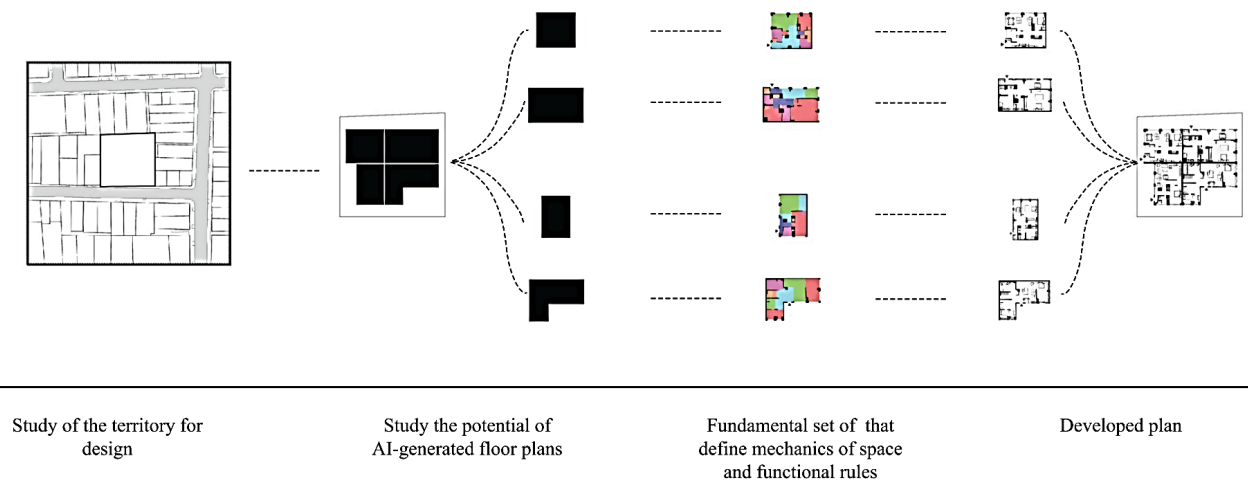 Study of the territory for
design
Study the potential of
AI-generated floor plans
Fundamental set of that
define mechanics of space
and functional rules
Developed plan